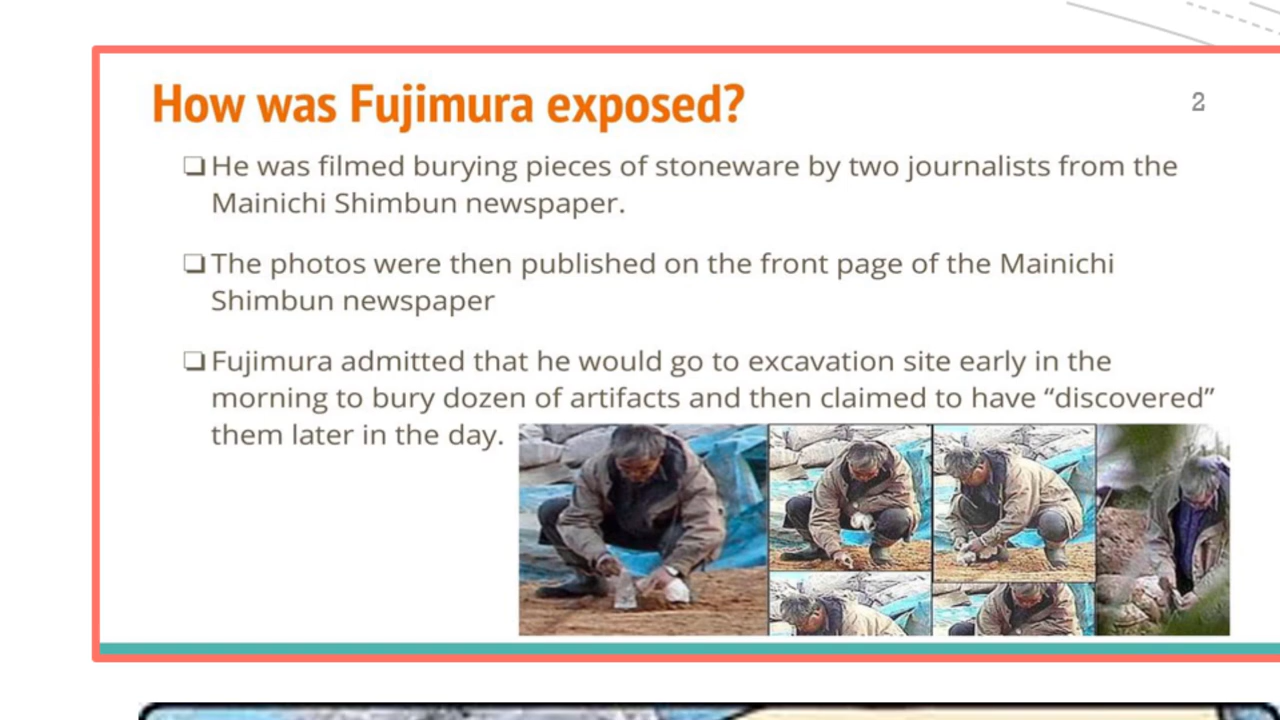 How was Fujimura exposed?
2
❏ He was filmed burying pieces of stoneware by two journalists from the
Mainichi Shimbun newspaper.
❏ The photos were then published on the front page of the Mainichi
Shimbun newspaper
❏ Fujimura admitted that he would go to excavation site early in the
morning to bury dozen of artifacts and then claimed to have “discovered”
them later in the day.